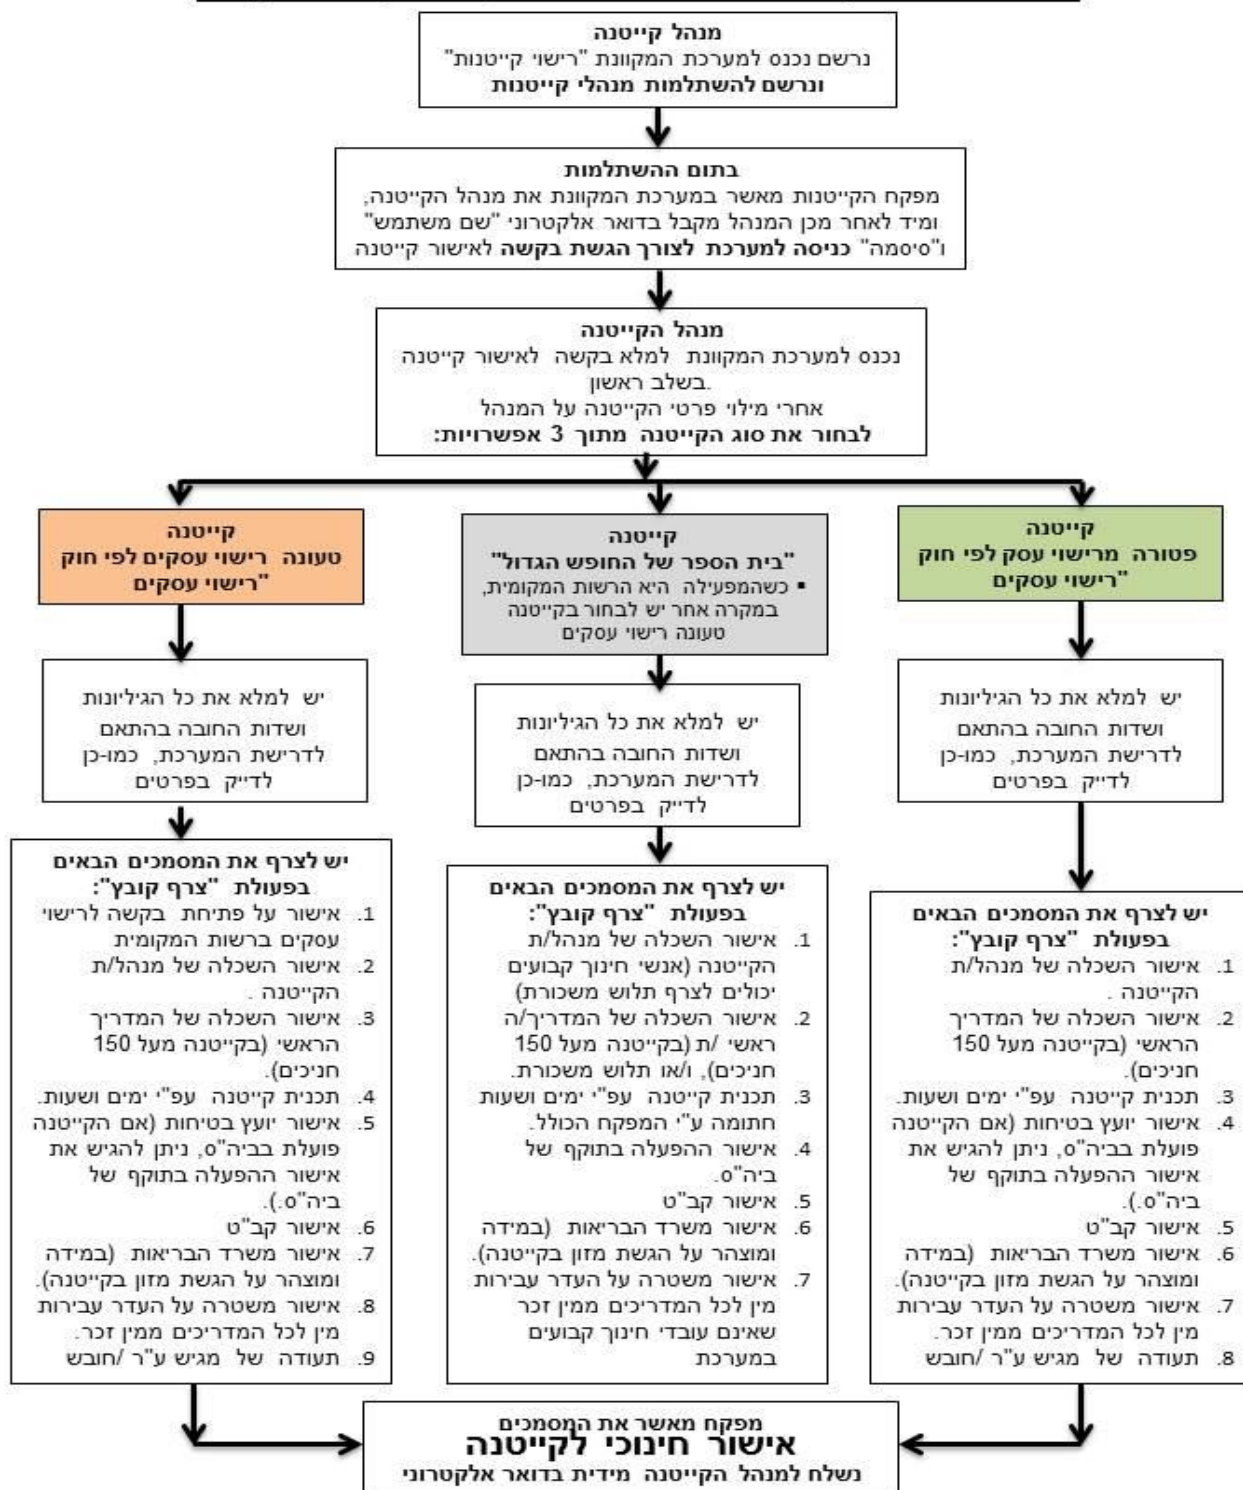 מנהל קייטנה
נרשם נכנס למערכת המקוונת "רישוי קייטנות"
ונרשם להשתלמות מנהלי קייטנות
בתום ההשתלמות
מפקח הקייטנות מאשר במערכת המקוונת את מנהל הקייטנה,
ומיד לאחר מכן המנהל מקבל בדואר אלקטרוני "שם משתמש"
ו"סיסמה" כניסה למערכת לצורך הגשת בקשה לאישור קייטנה
מנהל הקייטנה
נכנס למערכת המקוונת למלא בקשה לאישור קייטנה
בשלב ראשון.
אחרי מילוי פרטי הקייטנה על המנהל
לבחור את סוג הקייטנה מתוך 3 אפשרויות:
קייטנה
פטורה מרישוי עסק לפי חוק
רישוי עסקים"
יש למלא את כל הגיליונות
ושדות החובה בהתאם
לדרישת המערכת, כמו-כן
לדייק בפרטים
יש לצרף את המסמכים הבאים
בפעולת "צרף קובץ":
1. אישור השכלה של מנהל/ת
הקייטנה .
2. אישור השכלה של המדריך
הראשי (בקייטנה מעל 150
חניכים).
3. תכנית קייטנה עפ"י ימים ושעות.
4. אישור יועץ בטיחות (אם הקייטנה
פועלת בביה"ס, ניתן להגיש את
אישור ההפעלה בתוקף של
ביה"ס.).
5. אישור קב"ט
6. אישור משרד הבריאות (במידה
ומוצהר על הגשת מזון בקייטנה).
7. אישור משטרה על העדר עבירות
מין לכל המדריכים ממין זכר.
8. תעודה של מגיש ע"ר /חובש
קייטנה
"בית הספר של החופש הגדול"
▪ כשהמפעילה היא הרשות המקומית,
במקרה אחר יש לבחור בקייטנה
טעונה רישוי עסקים
יש למלא את כל הגיליונות
ושדות החובה בהתאם
לדרישת המערכת, כמו-כן
לדייק בפרטים
יש לצרף את המסמכים הבאים
בפעולת "צרף קובץ":
1. אישור השכלה של מנהל/ת
הקייטנה (אנשי חינוך קבועים
יכולים לצרף תלוש משכורת)
2. אישור השכלה של המדריך/ה
ראשי /ת (בקייטנה מעל 150
חניכים), ו/או תלוש משכורת.
3. תכנית קייטנה עפ"י ימים ושעות
חתומה ע"י המפקח הכולל.
4. אישור ההפעלה בתוקף של
ביה"ס.
5. אישור קב"ט
6. אישור משרד הבריאות (במידה
ומוצהר על הגשת מזון בקייטנה).
7. אישור משטרה על העדר עבירות
מין לכל המדריכים ממין זכר
שאינם עובדי חינוך קבועים
במערכת
קייטנה
טעונה רישוי עסקים לפי חוק
רישוי עסקים"
יש למלא את כל הגיליונות
ושדות החובה בהתאם
לדרישת המערכת, כמו-כן
לדייק בפרטים
יש לצרף את המסמכים הבאים
בפעולת "צרף קובץ":
1. אישור על פתיחת בקשה לרישוי
עסקים ברשות המקומית
2. אישור השכלה של מנהל/ת
הקייטנה .
3. אישור השכלה של המדריך
הראשי (בקייטנה מעל 150
חניכים).
4. תכנית קייטנה עפ"י ימים ושעות.
5. אישור יועץ בטיחות (אם הקייטנה
פועלת בביה"ס, ניתן להגיש את
אישור ההפעלה בתוקף של
ביה"ס.).
6. אישור קב"ט
7. אישור משרד הבריאות (במידה
ומוצהר על הגשת מזון בקייטנה).
8. אישור משטרה על העדר עבירות
מין לכל המדריכים ממין זכר.
9. תעודה של מגיש ע"ר /חובש
מפקח מאשר את המסמכים
אישור חינוכי לקייטנה
נשלח למנהל הקייטנה מידית בדואר אלקטרוני